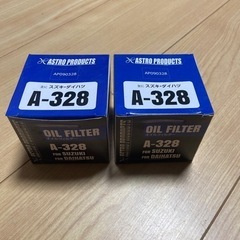 ASTRO PRODUCTS
AP090328
スズキ・ダイハツ
A-328
OIL FILTER
A-328
FOR SUZUKI
FOR DAIHATSU
ASTRO PRODUCTS
AP090328
スズキ・ダイハツ
A-328
OIL FILTER
A-328
FOR SUZUKI
FOR DAIHATSU